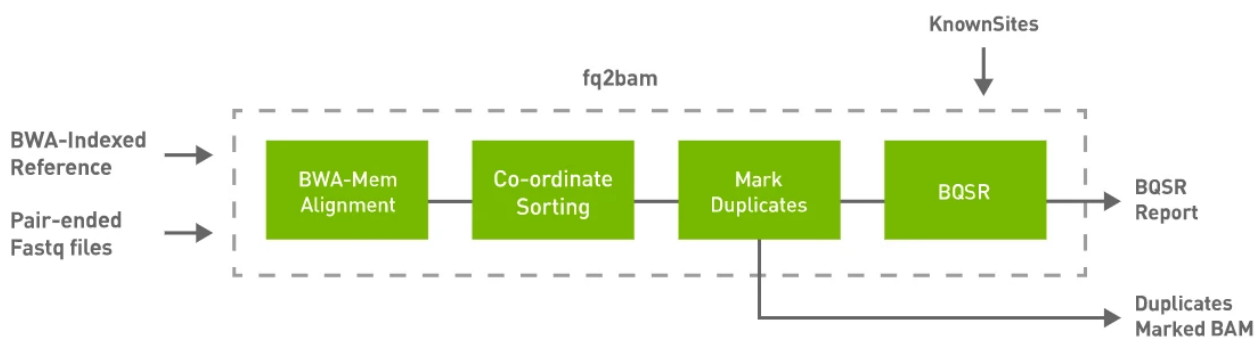 KnownSites
fq2bam
BWA-Indexed
Reference
Pair-ended
Fastq files
BWA-Mem
Alignment
Co-ordinate
Sorting
Mark
Duplicates
BQSR
BQSR
Report
Duplicates
Marked BAM